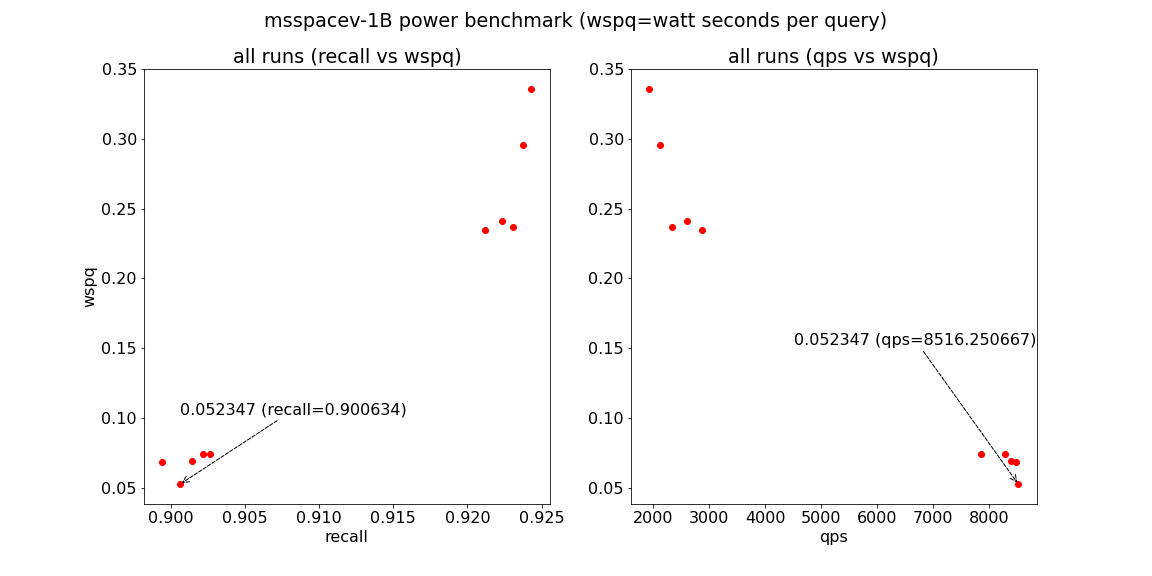 msspacev-1B power benchmark (wspq=watt seconds per query)
all runs (recall vs wspq)
0.35
0.30
0.25
0.20
0.15
0.10
0.05
wspq
0.052347 (recall=0.900634)
0.900 0.905 0.910 0.915 0.920 0.925
recall
all runs (qps vs wspq)
0.35
0.30
0.25
0.20
0.15
0.10
0.05
0.052347 (qps=8516.250667)
2000 3000 4000 5000 6000 7000 8000
qps